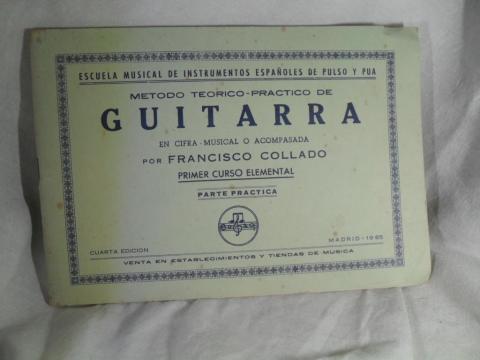 ESCUELA MUSICAL DE INSTRUMENTOS ESPAÑOLES DE PULSO Y PUA
METODO TEORICO-PRACTICO DE
GUITARRA
EN CIFRA-MUSICAL O ACOMPASADA
POR FRANCISCO COLLADO
PRIMER CURSO ELEMENTAL
PARTE PRACTICA
CUARTA EDICION
MADRID-1965
VENTA EN ESTABLECIMIENTOS Y TIENDAS DE MUSICA